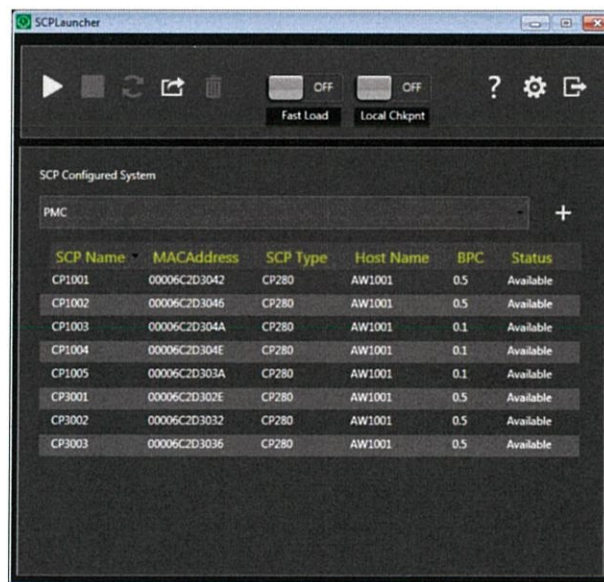 SCPLauncher
OFF OFF ?
Fast Load Local Chkpnt
SCP Configured System
PMC +
SCP Name MACAddress SCP Type Host Name BPC Status
CP1001 00006C2D3042 CP280 AW1001 0.5 Available
CP1002 00006C2D3046 CP280 AW1001 0.5 Available
CP1003 00006C2D304A CP280 AW1001 0.1 Available
CP1004 00006C2D304E CP280 AW1001 0.1 Available
CP1005 00006C2D303A CP280 AW1001 0.1 Available
CP3001 00006C2D302E CP280 AW1001 0.5 Available
CP3002 00006C2D3032 CP280 AW1001 0.5 Available
CP3003 00006C2D3036 CP280 AW1001 0.5 Available